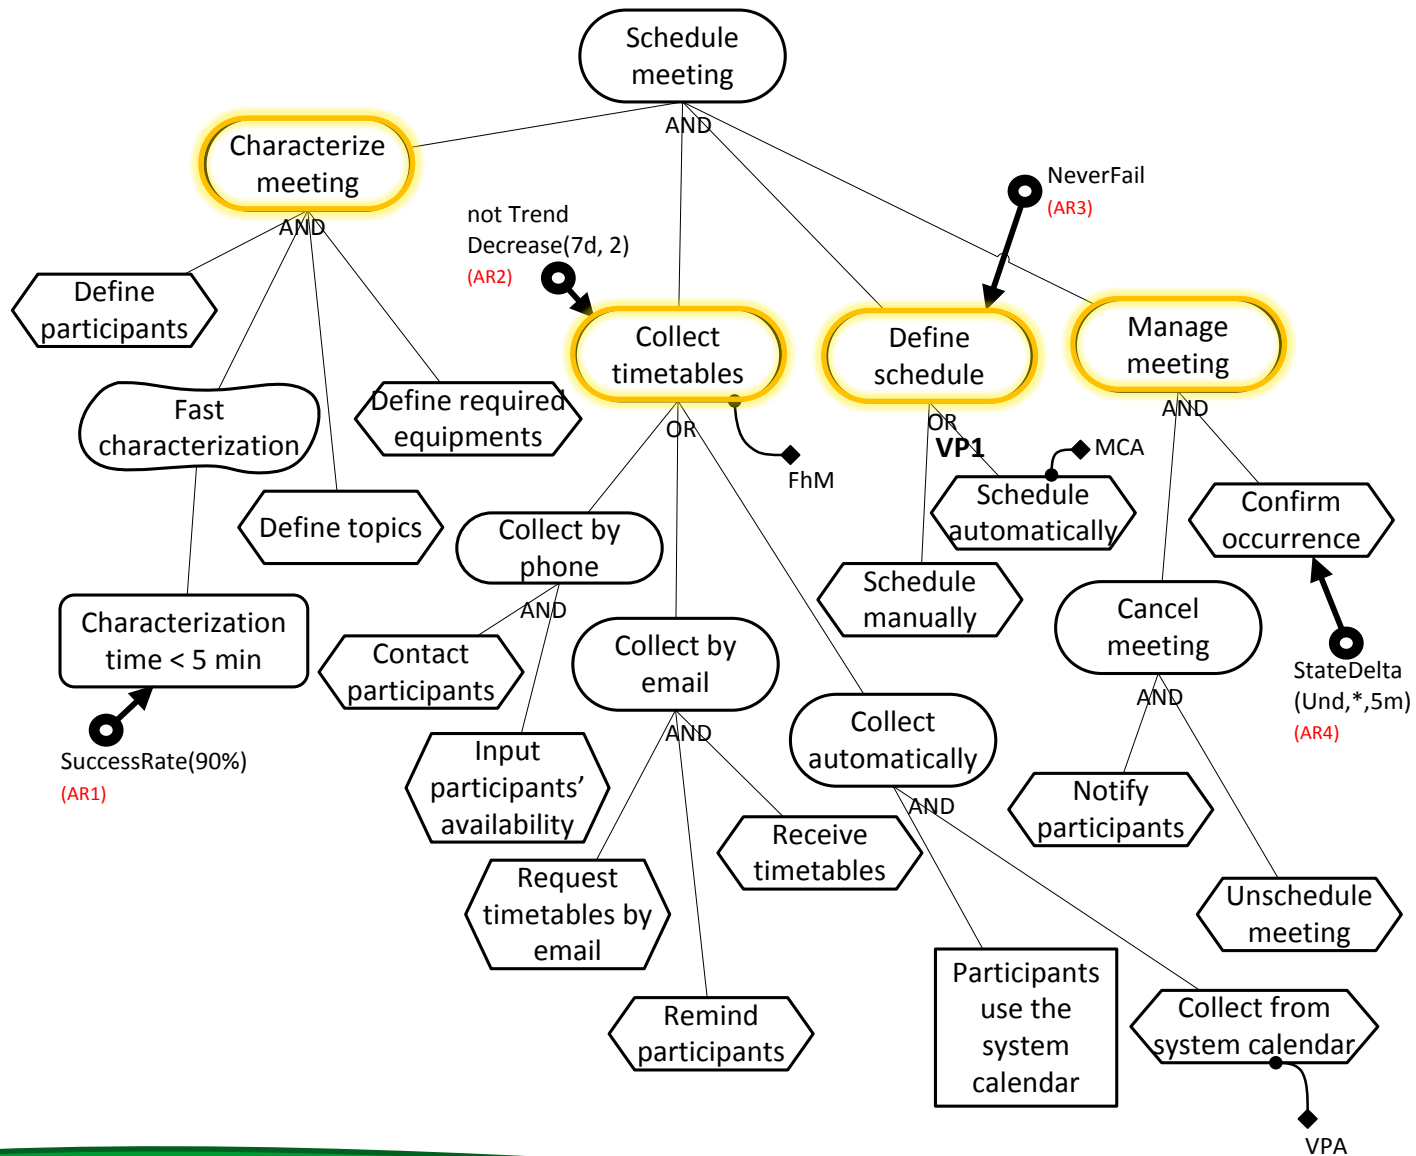 Schedule
meeting
AND
Characterize
meeting
AND
NeverFail
(AR3)
not Trend
Decrease(7d, 2)
(AR2)
Define
participants
Collect
timetables
OR
Define
schedule
OR
VP1
Manage
meeting
AND
Fast
characterization
Define required
equipments
FhM
MCA
Define topics
Collect by
phone
AND
Schedule
automatically
Confirm
occurrence
Schedule
manually
Characterization
time < 5 min
Contact
participants
Collect by
email
AND
Cancel
meeting
AND
StateDelta
(Und,*,5m)
(AR4)
SuccessRate(90%)
(AR1)
Input
participants’
availability
Collect
automatically
AND
Notify
participants
Receive
timetables
Request
timetables by
email
Unschedule
meeting
Remind
participants
Participants
use the
system
calendar
Collect from
system calendar
VPA